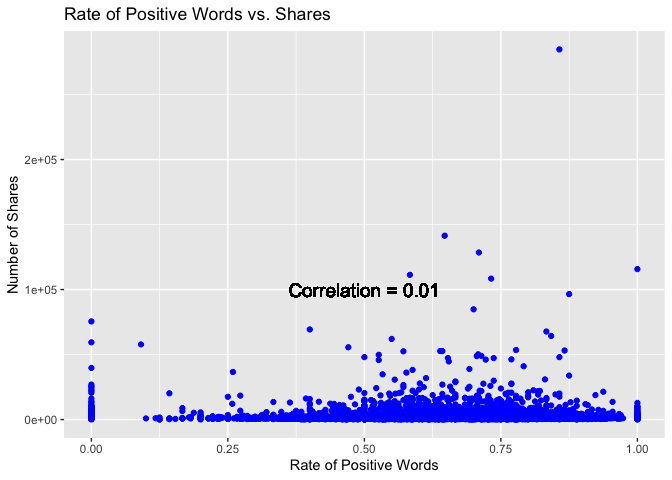 Rate of Positive Words vs. Shares
Number of Shares
2e+05
1e+05
0e+00
Correlation = 0.01
0.00 0.25 0.50 0.75 1.00
Rate of Positive Words